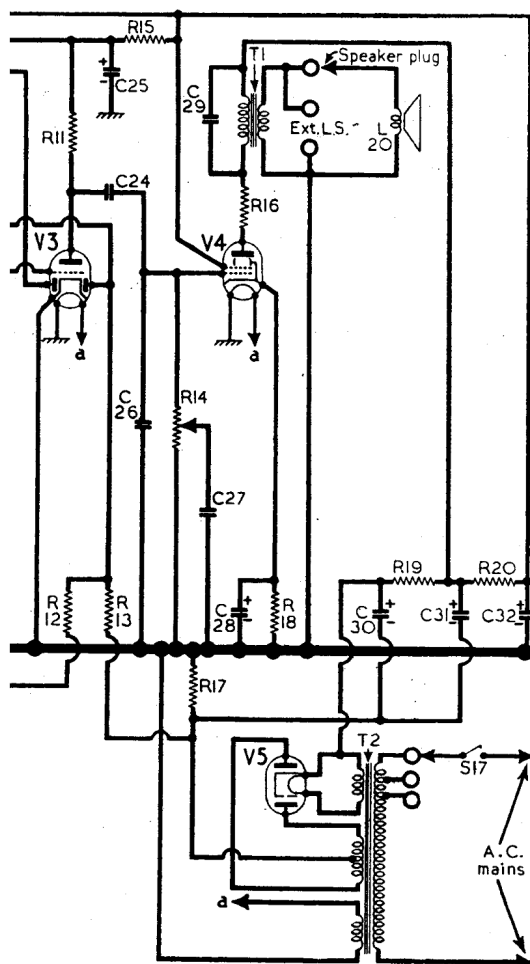 R15
+
-
C25
R11
C24
V3
a
C
26
R14
C27
C
29
T1
Speaker plug
Ext. L.S.
L
20
R16
V4
a
R
12
R
13
C
28
+
-
R
18
R19
R20
C
30
+
-
C31
+
-
C32
+
-
R17
V5
T2
S17
A.C.
mains
a